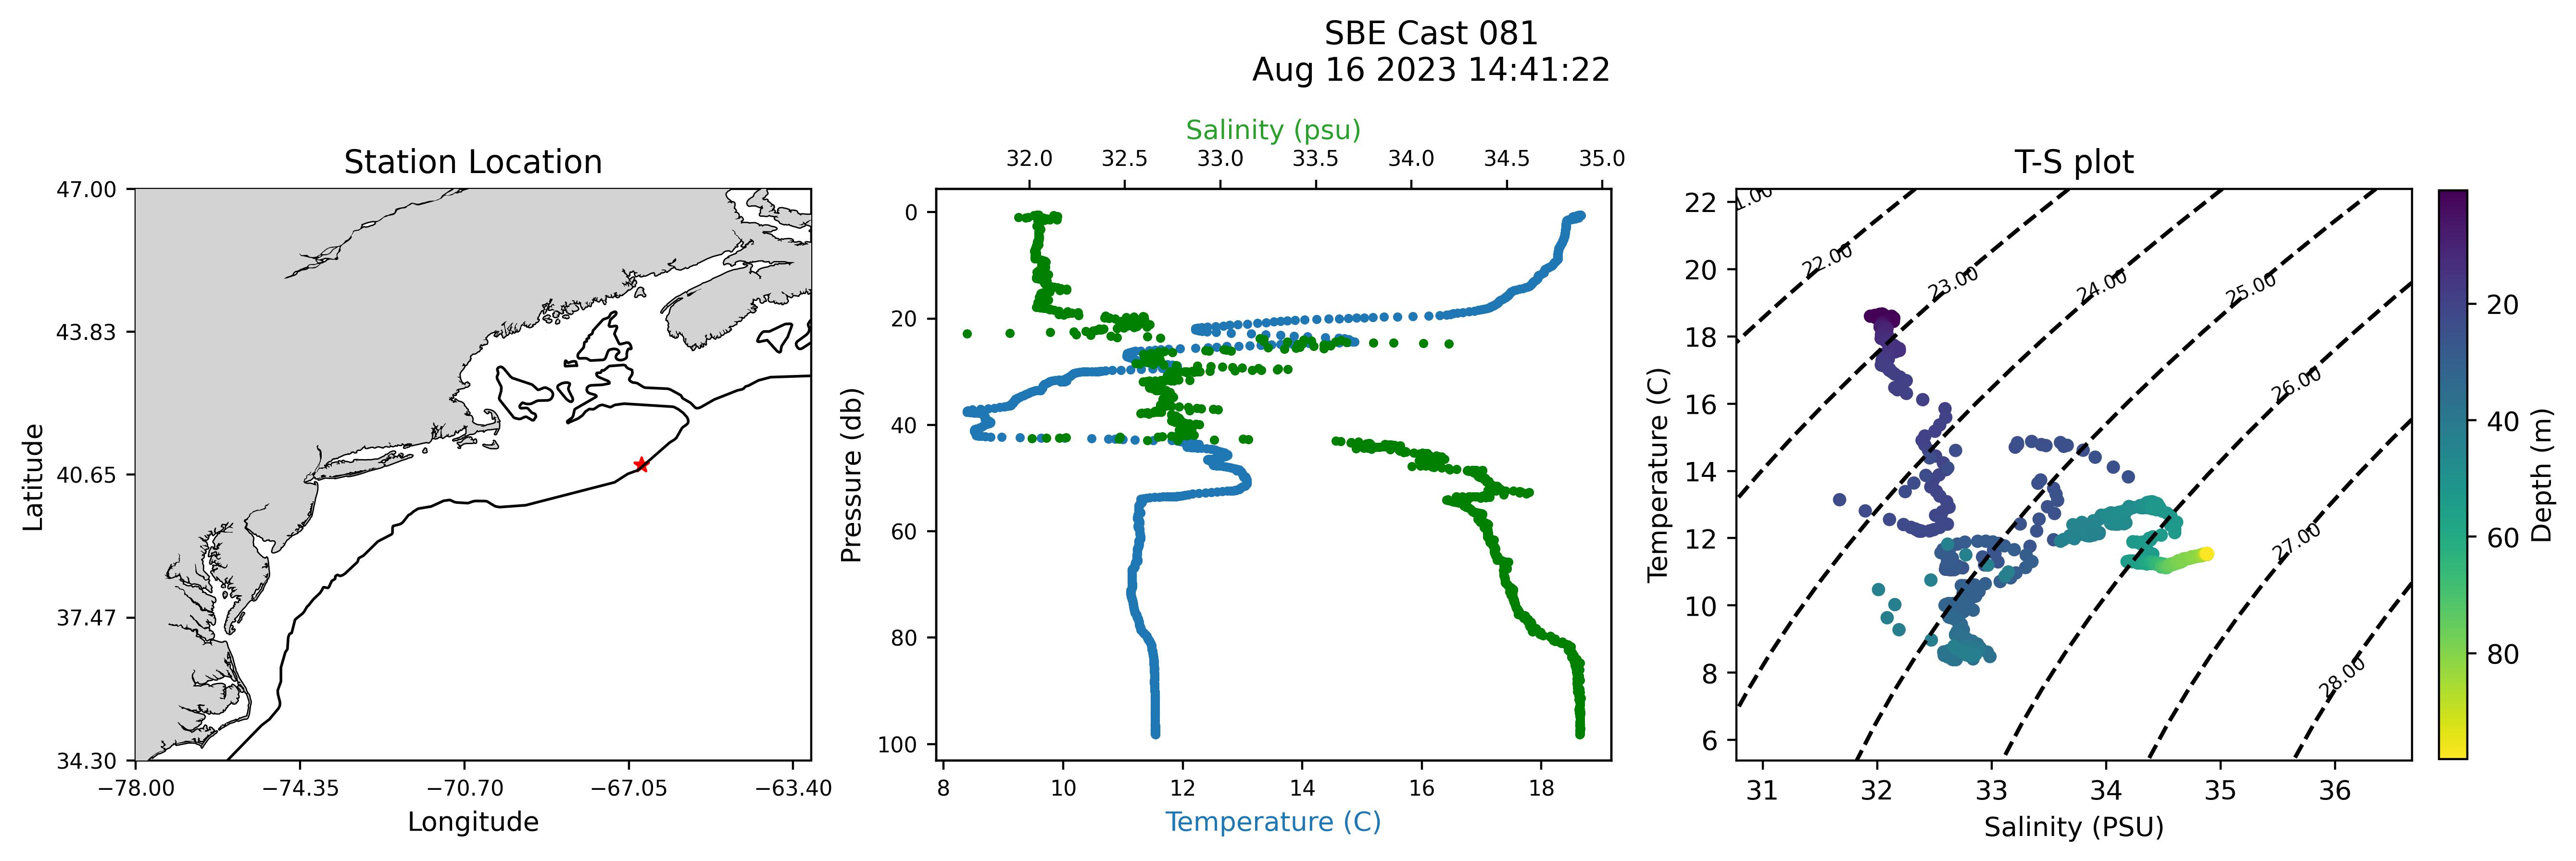 SBE Cast 081
Aug 16 2023 14:41:22
Station Location
47.00
43.83
40.65
37.47
34.30
Latitude
−78.00 −74.35 −70.70 −67.05 −63.40
Longitude
Salinity (psu)
32.0 32.5 33.0 33.5 34.0 34.5 35.0
0
20
40
60
80
100
Pressure (db)
8 10 12 14 16 18
Temperature (C)
T-S plot
22
20
18
16
14
12
10
8
6
Temperature (C)
1.00
22.00
23.00
24.00
25.00
26.00
27.00
28.00
31 32 33 34 35 36
Salinity (PSU)
20
40
60
80
Depth (m)